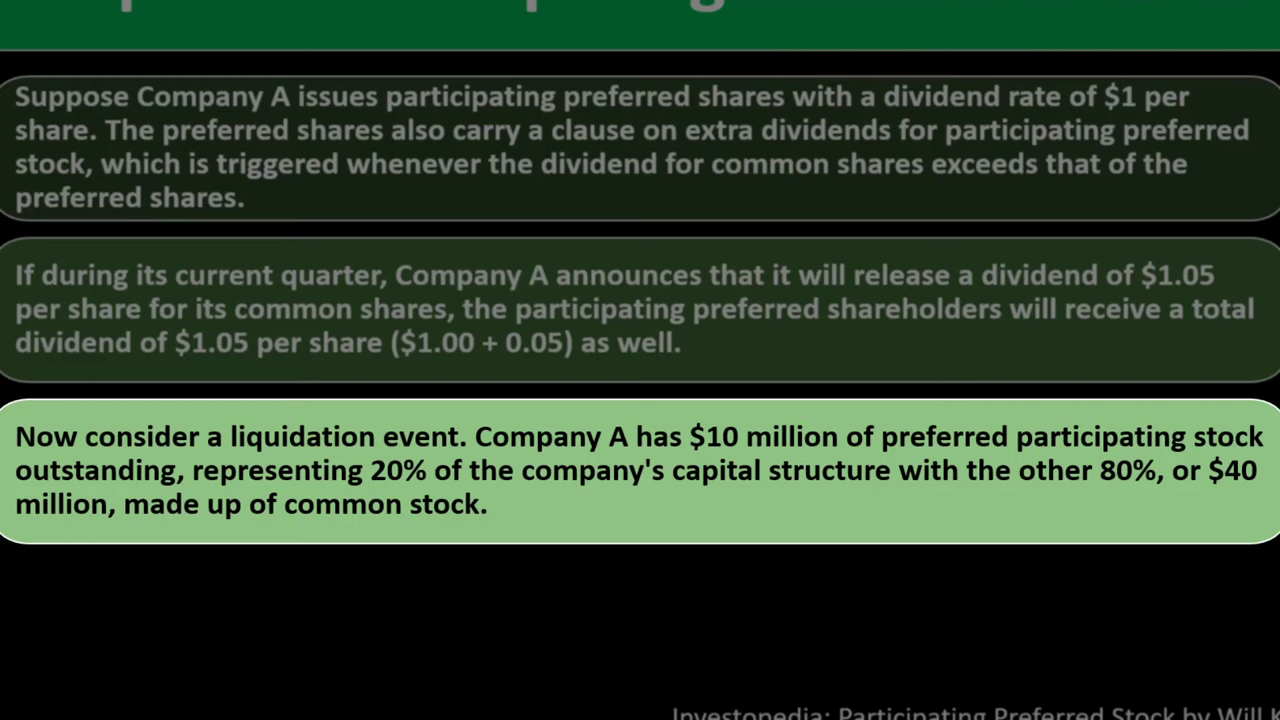 Suppose Company A issues participating preferred shares with a dividend rate of $1 per
share. The preferred shares also carry a clause on extra dividends for participating preferred
stock, which is triggered whenever the dividend for common shares exceeds that of the
preferred shares.
If during its current quarter, Company A announces that it will release a dividend of $1.05
per share for its common shares, the participating preferred shareholders will receive a total
dividend of $1.05 per share ($1.00 + 0.05) as well.
Now consider a liquidation event. Company A has $10 million of preferred participating stock
outstanding, representing 20% of the company's capital structure with the other 80%, or $40
million, made up of common stock.
Investopedia: Participating Preferred Stock by Will